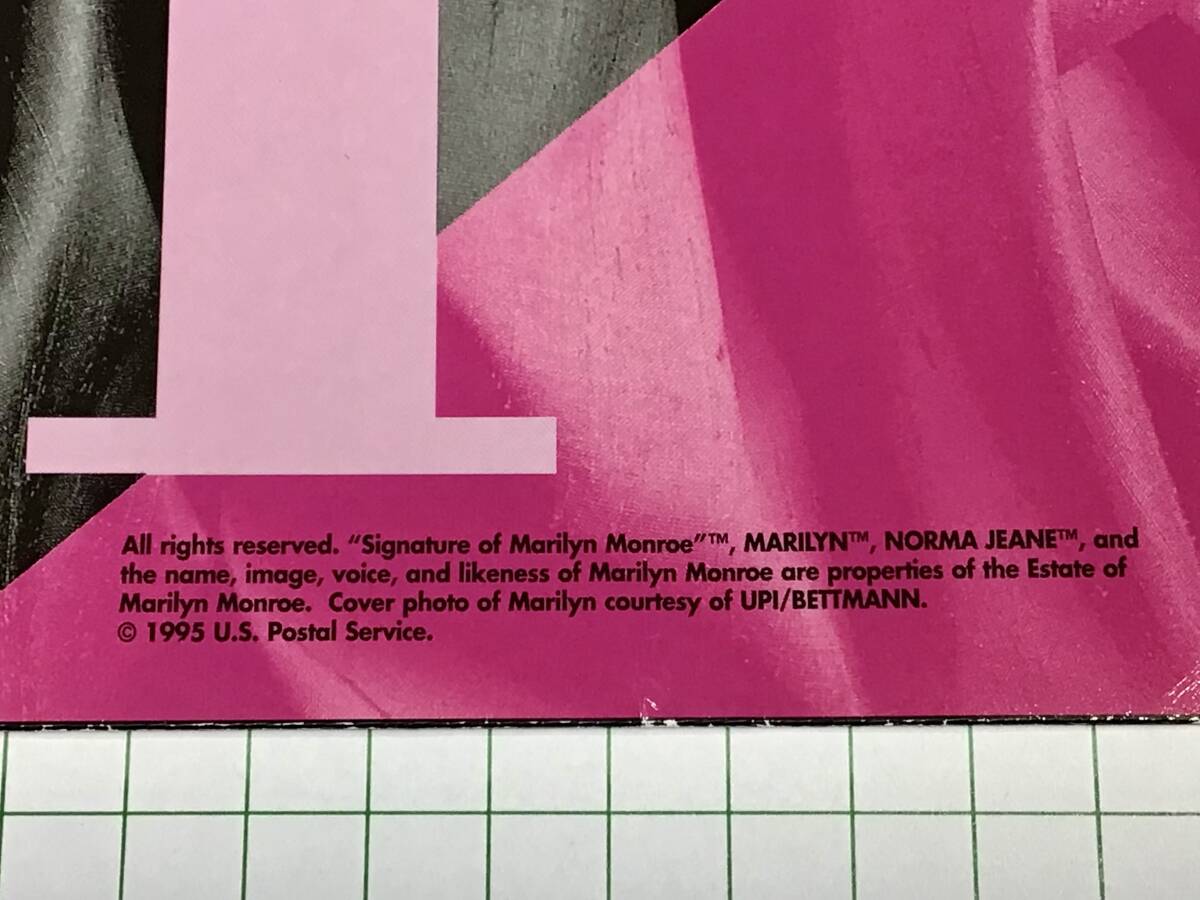 All rights reserved. “Signature of Marilyn Monroe”™, MARILYN™, NORMA JEANE™, and
the name, image, voice, and likeness of Marilyn Monroe are properties of the Estate of
Marilyn Monroe. Cover photo of Marilyn courtesy of UPI/BETTMANN.
© 1995 U.S. Postal Service.